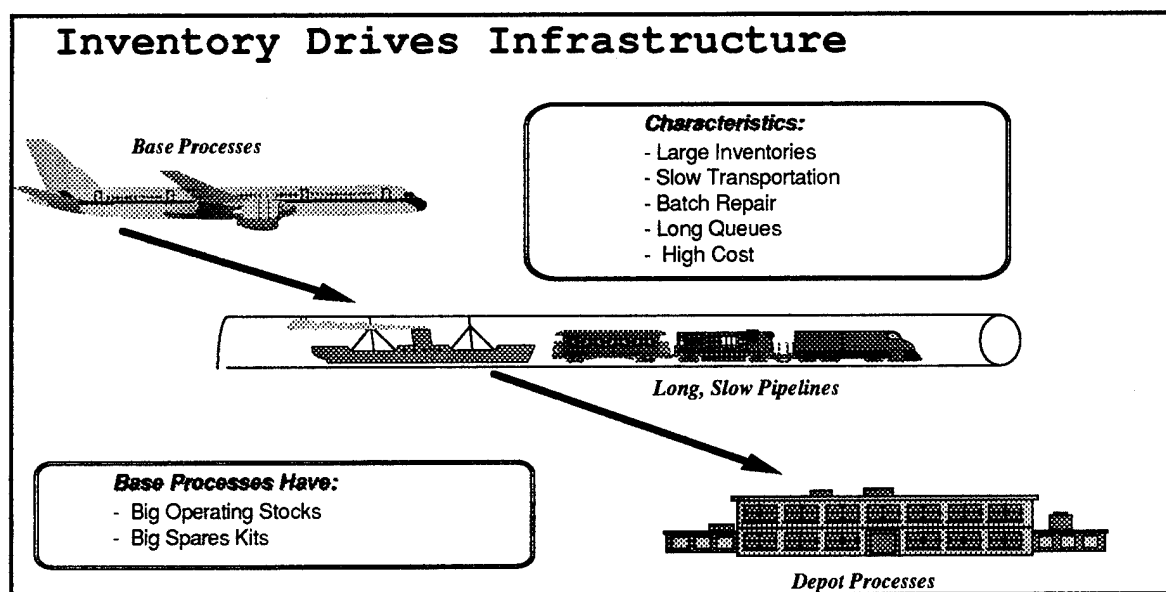 Inventory Drives Infrastructure
Base Processes
Characteristics:
- Large Inventories
- Slow Transportation
- Batch Repair
- Long Queues
- High Cost
Long, Slow Pipelines
Base Processes Have:
- Big Operating Stocks
- Big Spares Kits
Depot Processes